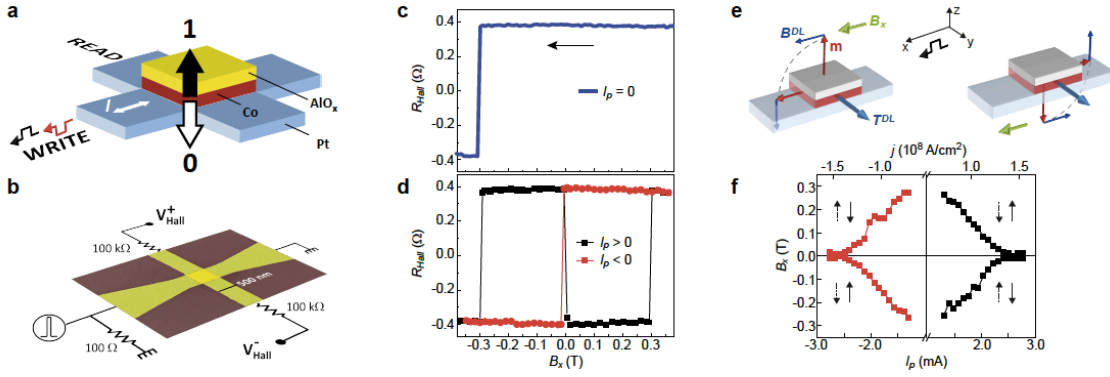 a
READ
1
I
AlOx
Co
Pt
WRITE
0
b
V+Hall
100 kΩ
500 nm
100 kΩ
100 Ω
V-Hall
c
RHall (Ω)
0.4
0.2
0.0
-0.2
-0.4
Ip = 0
d
RHall (Ω)
0.4
0.2
0.0
-0.2
-0.4
Ip > 0
Ip < 0
-0.3 -0.2 -0.1 0.0 0.1 0.2 0.3
Bx (T)
e
BDL
Bx
m
TDL
z
x
y
f
j (10^8 A/cm^2)
-1.5 -1.0 1.0 1.5
Bx (T)
0.3
0.2
0.1
0.0
-0.1
-0.2
-0.3
-3.0 -2.0 2.0 3.0
Ip (mA)